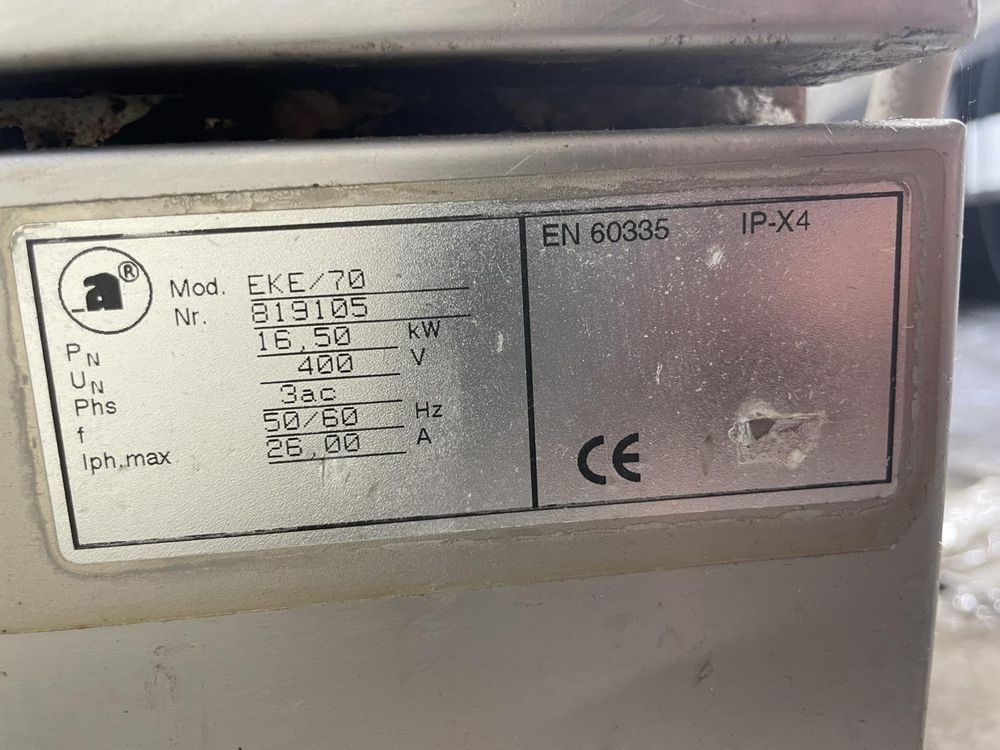 a®
Mod. EKE/70
Nr. 819105
PN 16,50 kW
UN 400 V
Phs 3ac
f 50/60 Hz
Iph.max 26,00 A
EN 60335 IP-X4
CE